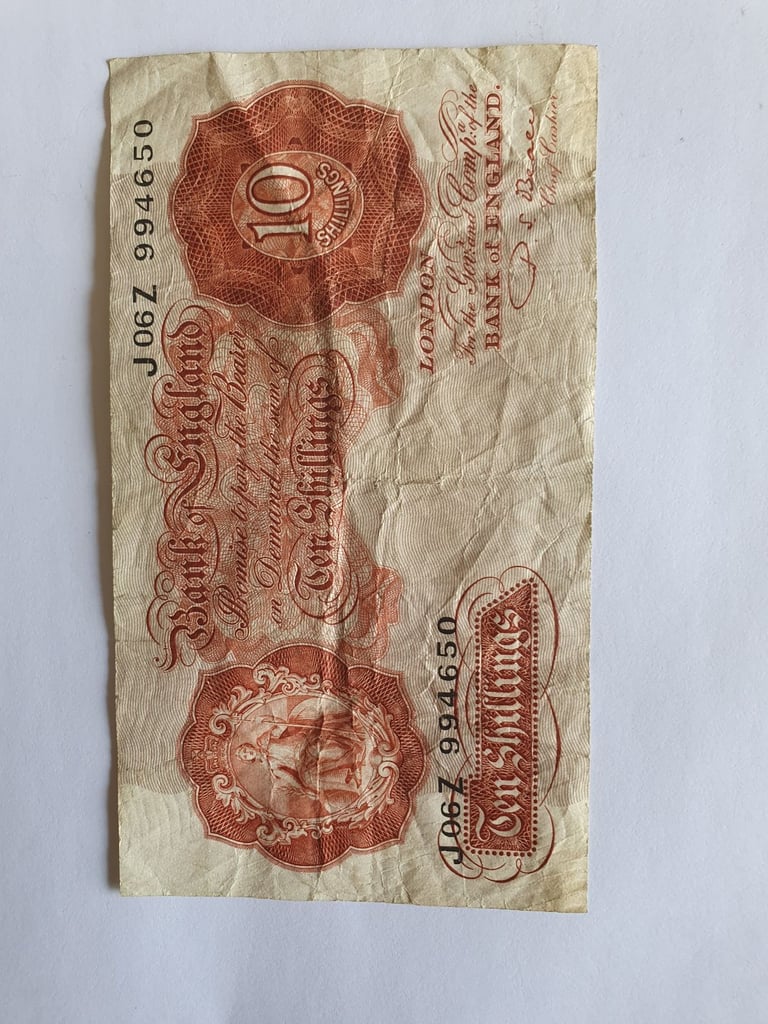 J06Z 994650
Bank of England
Promise to pay the Bearer
on Demand the sum of
Ten Shillings
10
SHILLINGS
LONDON
For the Gov.r and Comp.a of the
BANK of ENGLAND.
Chief Cashier
J06Z 994650
Ten Shillings